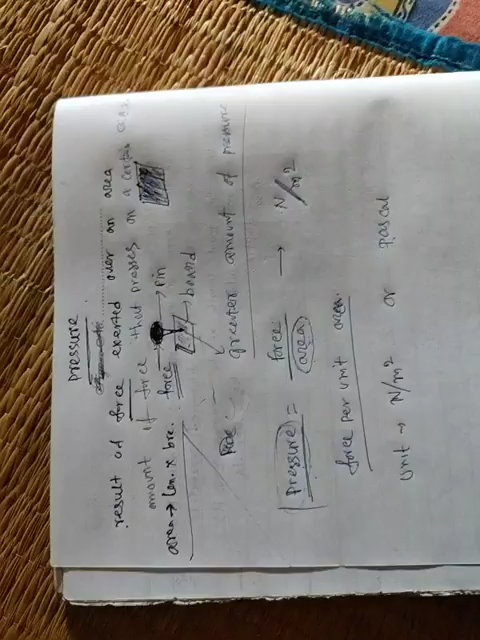 pressure
result of force exerted over an area
amount of force that presses on a certain area
area → len. × bre. force → pin
→ board
greater amount of pressure
Pressure = force / area → N/m²
force per unit area.
Unit → N/m² or Pascal